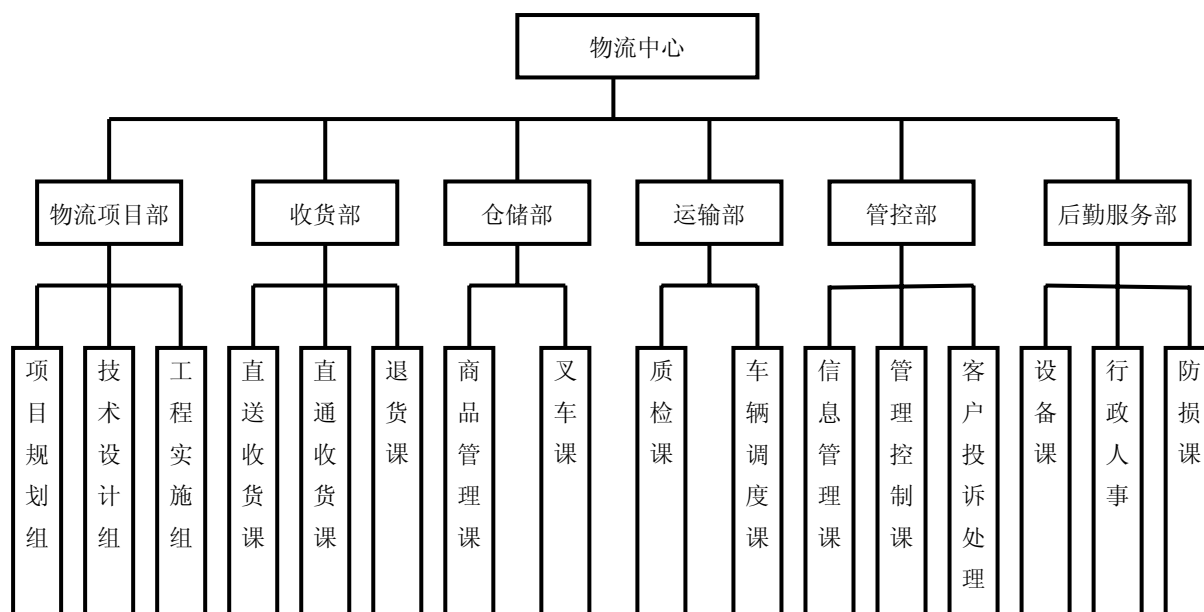 物流中心
物流项目部
收货部
仓储部
运输部
管控部
后勤服务部
项目规划组
技术设计组
工程实施组
直送收货课
直通收货课
退货课
商品管理课
叉车课
质检课
车辆调度课
信息管理课
管理控制课
客户投诉处理
设备课
行政人事
防损课